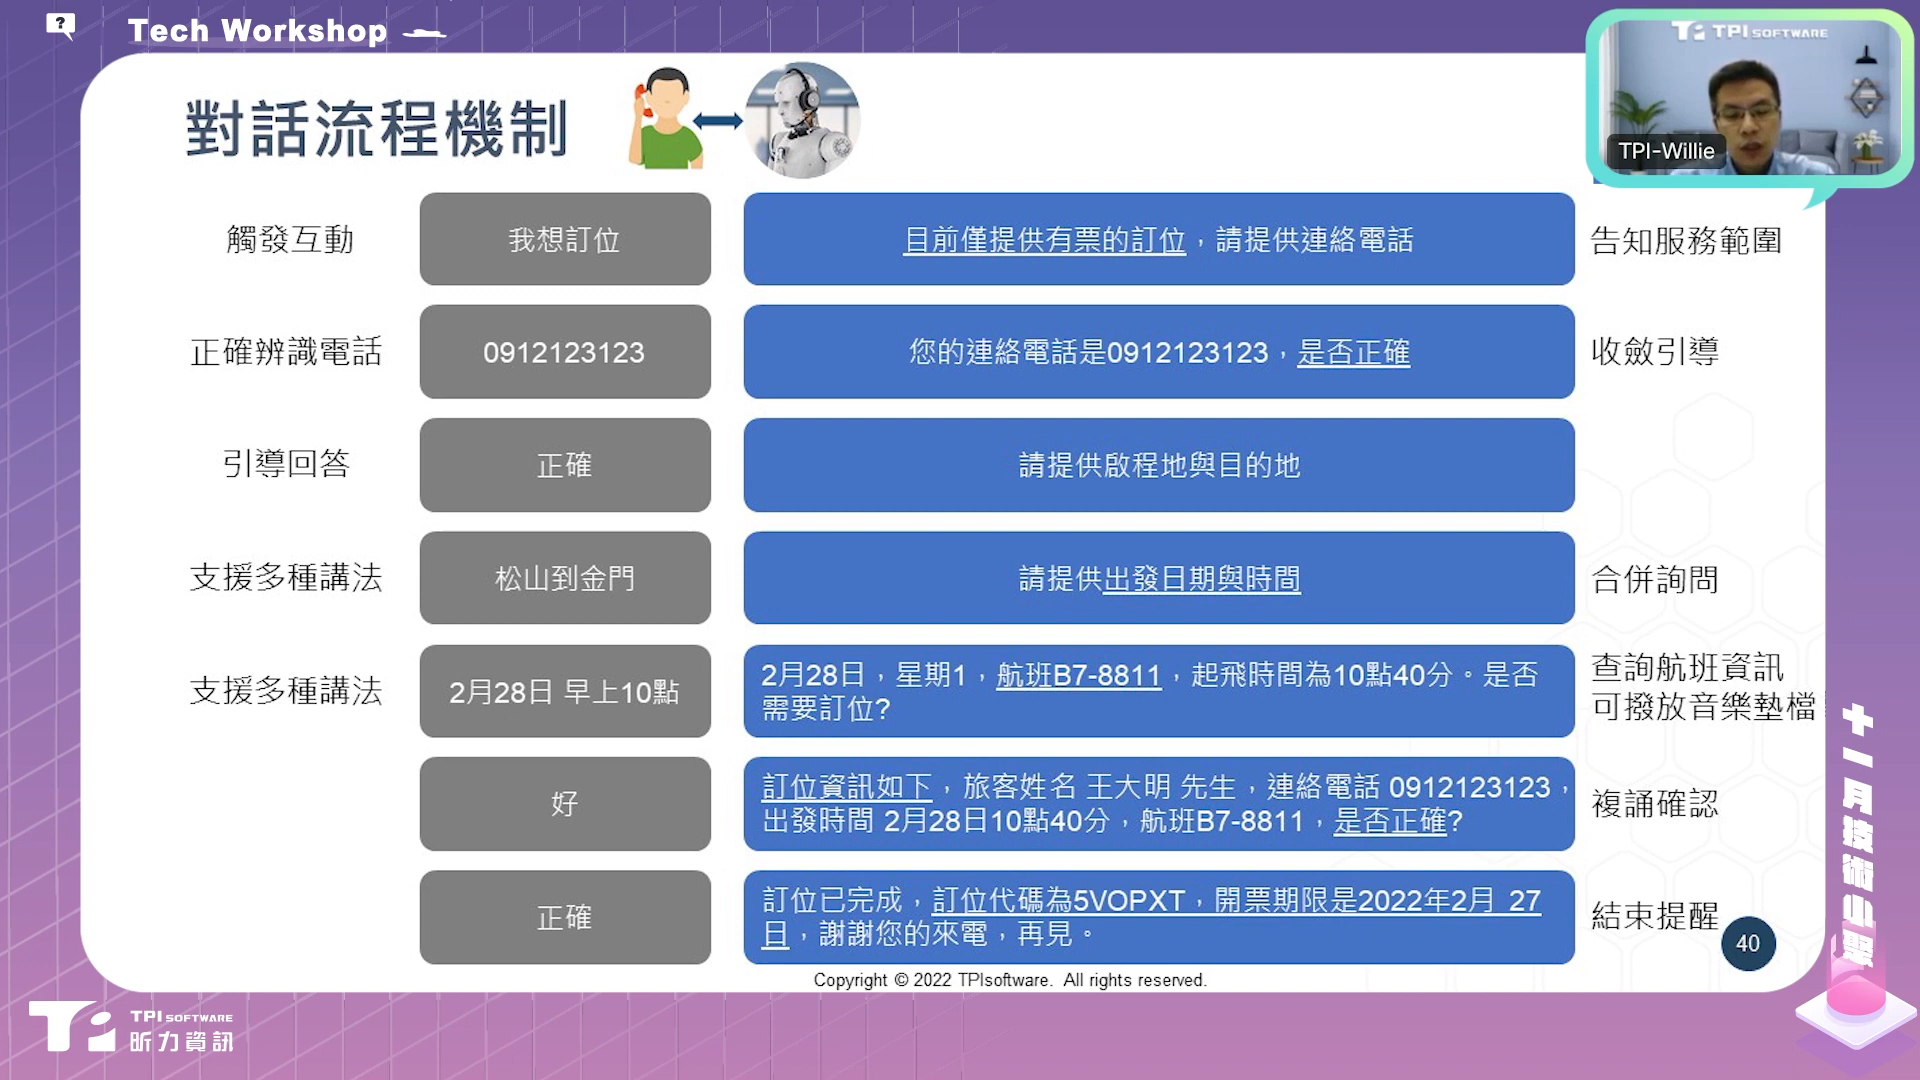 ?
Tech Workshop
TPI SOFTWARE
TPI-Willie
對話流程機制
觸發互動
我想訂位
目前僅提供有票的訂位，請提供連絡電話
告知服務範圍
正確辨識電話
0912123123
您的連絡電話是0912123123，是否正確
收斂引導
引導回答
正確
請提供啟程地與目的地
支援多種講法
松山到金門
請提供出發日期與時間
合併詢問
支援多種講法
2月28日 早上10點
2月28日，星期1，航班B7-8811，起飛時間為10點40分。是否
需要訂位?
查詢航班資訊
可撥放音樂墊檔
好
訂位資訊如下，旅客姓名 王大明 先生，連絡電話 0912123123，
出發時間 2月28日10點40分，航班B7-8811，是否正確?
複誦確認
正確
訂位已完成，訂位代碼為5VOPXT，開票期限是2022年2月 27
日，謝謝您的來電，再見。
結束提醒
40
Copyright © 2022 TPIsoftware. All rights reserved.
十一月技術山聚
TPI SOFTWARE
昕力資訊